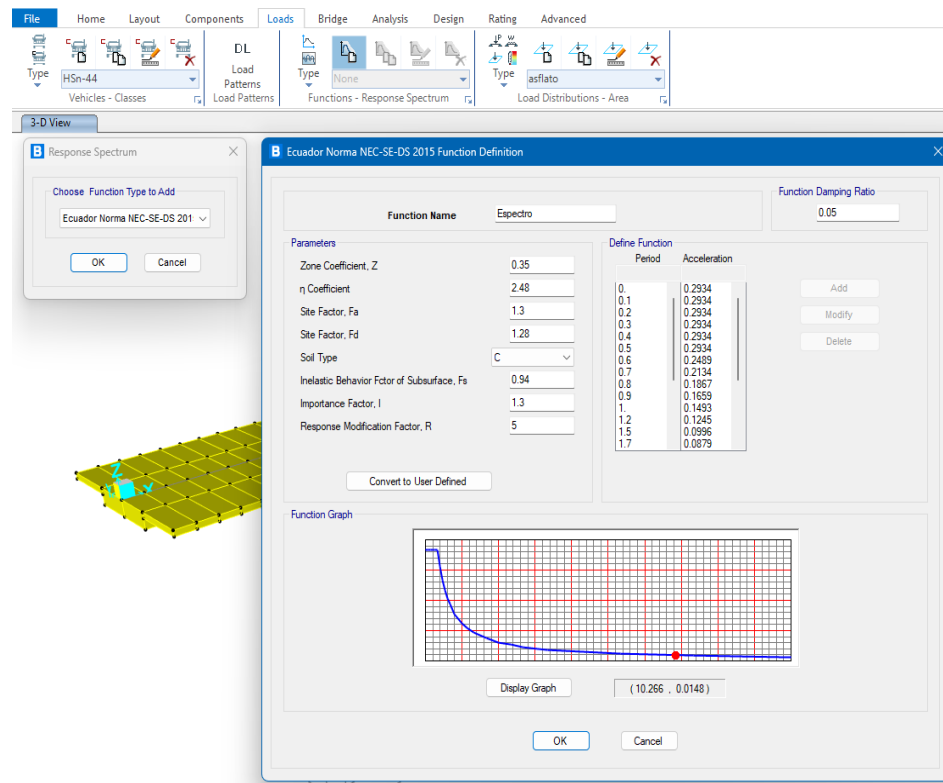 File Home Layout Components Loads Bridge Analysis Design Rating Advanced
Type
HSn-44
Vehicles - Classes
DL
Load
Patterns
Load Patterns
Type
None
Functions - Response Spectrum
Type
asflato
Load Distributions - Area
3-D View
B Response Spectrum
Choose Function Type to Add
Ecuador Norma NEC-SE-DS 201
OK Cancel
B Ecuador Norma NEC-SE-DS 2015 Function Definition
Function Name Espectro
Function Damping Ratio
0.05
Parameters
Zone Coefficient, Z 0.35
η Coefficient 2.48
Site Factor, Fa 1.3
Site Factor, Fd 1.28
Soil Type C
Inelastic Behavior Fctor of Subsurface, Fs 0.94
Importance Factor, I 1.3
Response Modification Factor, R 5
Convert to User Defined
Define Function
Period Acceleration
0. 0.2934
0.1 0.2934
0.2 0.2934
0.3 0.2934
0.4 0.2934
0.5 0.2934
0.6 0.2489
0.7 0.2134
0.8 0.1867
0.9 0.1659
1. 0.1493
1.2 0.1245
1.5 0.0996
1.7 0.0879
Add
Modify
Delete
Function Graph
Display Graph (10.266 , 0.0148)
OK Cancel
Z
Y